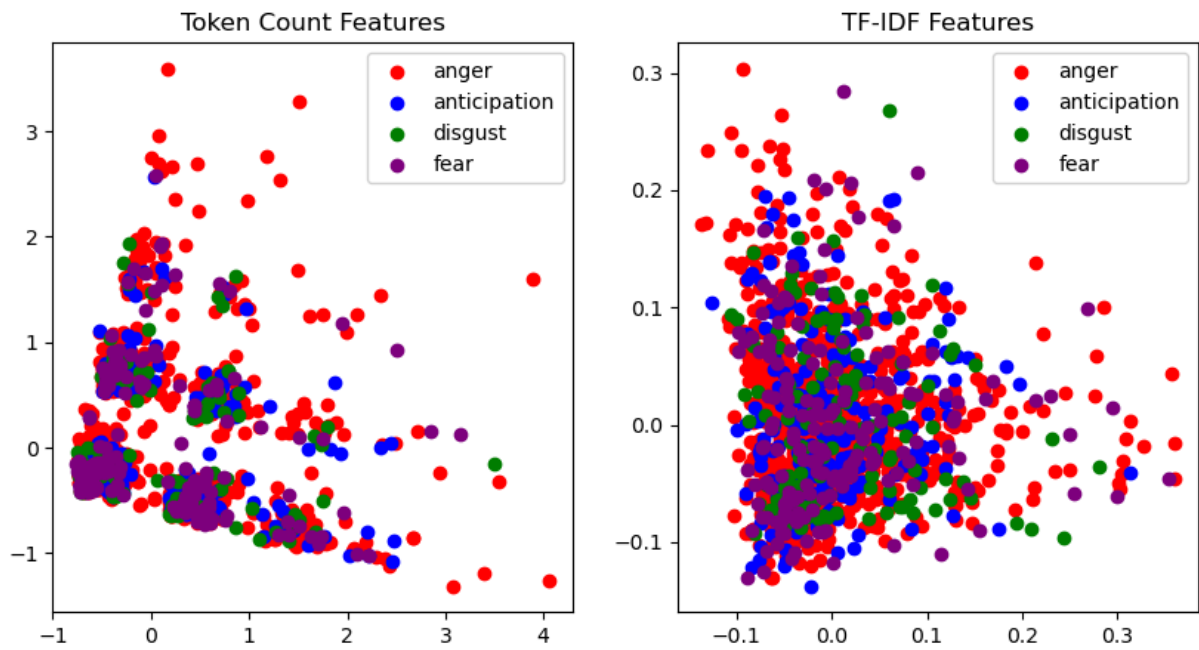 Token Count Features
anger
anticipation
disgust
fear
3
2
1
0
−1
−1
0
1
2
3
4
TF-IDF Features
anger
anticipation
disgust
fear
0.3
0.2
0.1
0.0
−0.1
−0.1
0.0
0.1
0.2
0.3